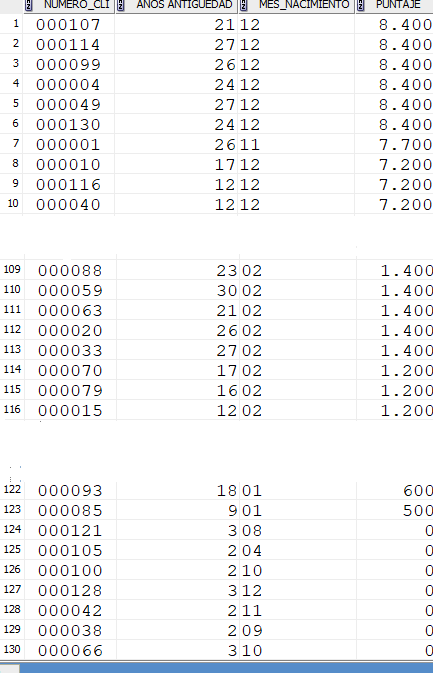 NUMERO_CLI AÑOS ANTIGUEDAD MES_NACIMIENTO PUNTAJE
1 000107 21 12 8.400
2 000114 27 12 8.400
3 000099 26 12 8.400
4 000004 24 12 8.400
5 000049 27 12 8.400
6 000130 24 12 8.400
7 000001 26 11 7.700
8 000010 17 12 7.200
9 000116 12 12 7.200
10 000040 12 12 7.200
109 000088 23 02 1.400
110 000059 30 02 1.400
111 000063 21 02 1.400
112 000020 26 02 1.400
113 000033 27 02 1.400
114 000070 17 02 1.200
115 000079 16 02 1.200
116 000015 12 02 1.200
122 000093 18 01 600
123 000085 9 01 500
124 000121 3 08 0
125 000105 2 04 0
126 000100 2 10 0
127 000128 3 12 0
128 000042 2 11 0
129 000038 2 09 0
130 000066 3 10 0